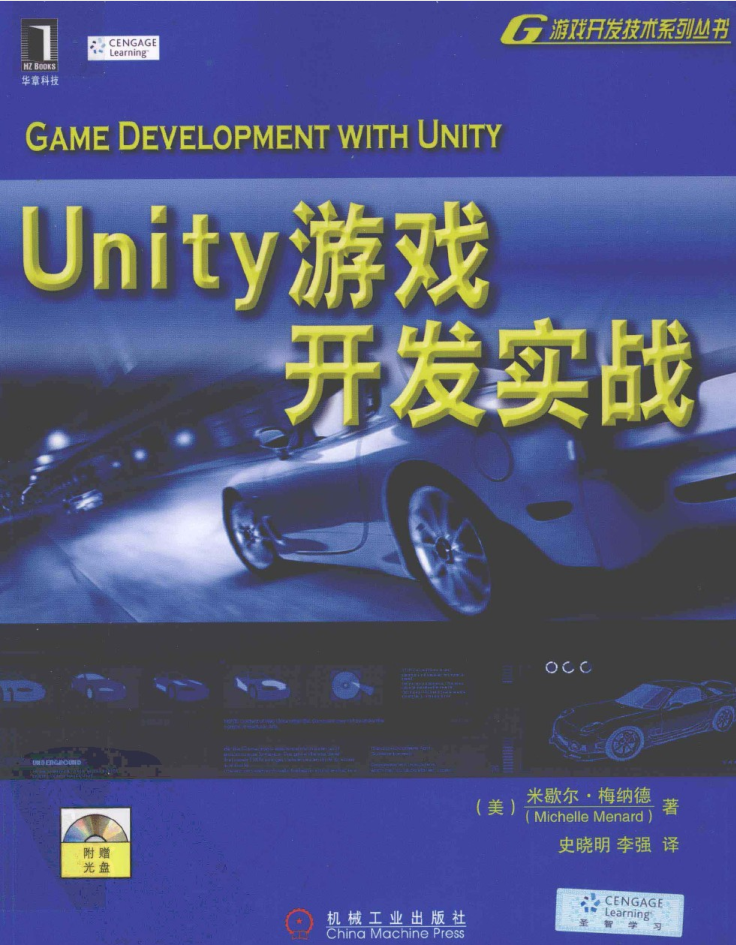 HZ BOOKS
华章科技
CENGAGE
Learning
G 游戏开发技术系列丛书
GAME DEVELOPMENT WITH UNITY
Unity游戏
开发实战
UNDERGROUND
(美) 米歇尔·梅纳德 著
(Michelle Menard)
史晓明 李强 译
附赠
光盘
机械工业出版社
China Machine Press
CENGAGE
Learning
圣智学习